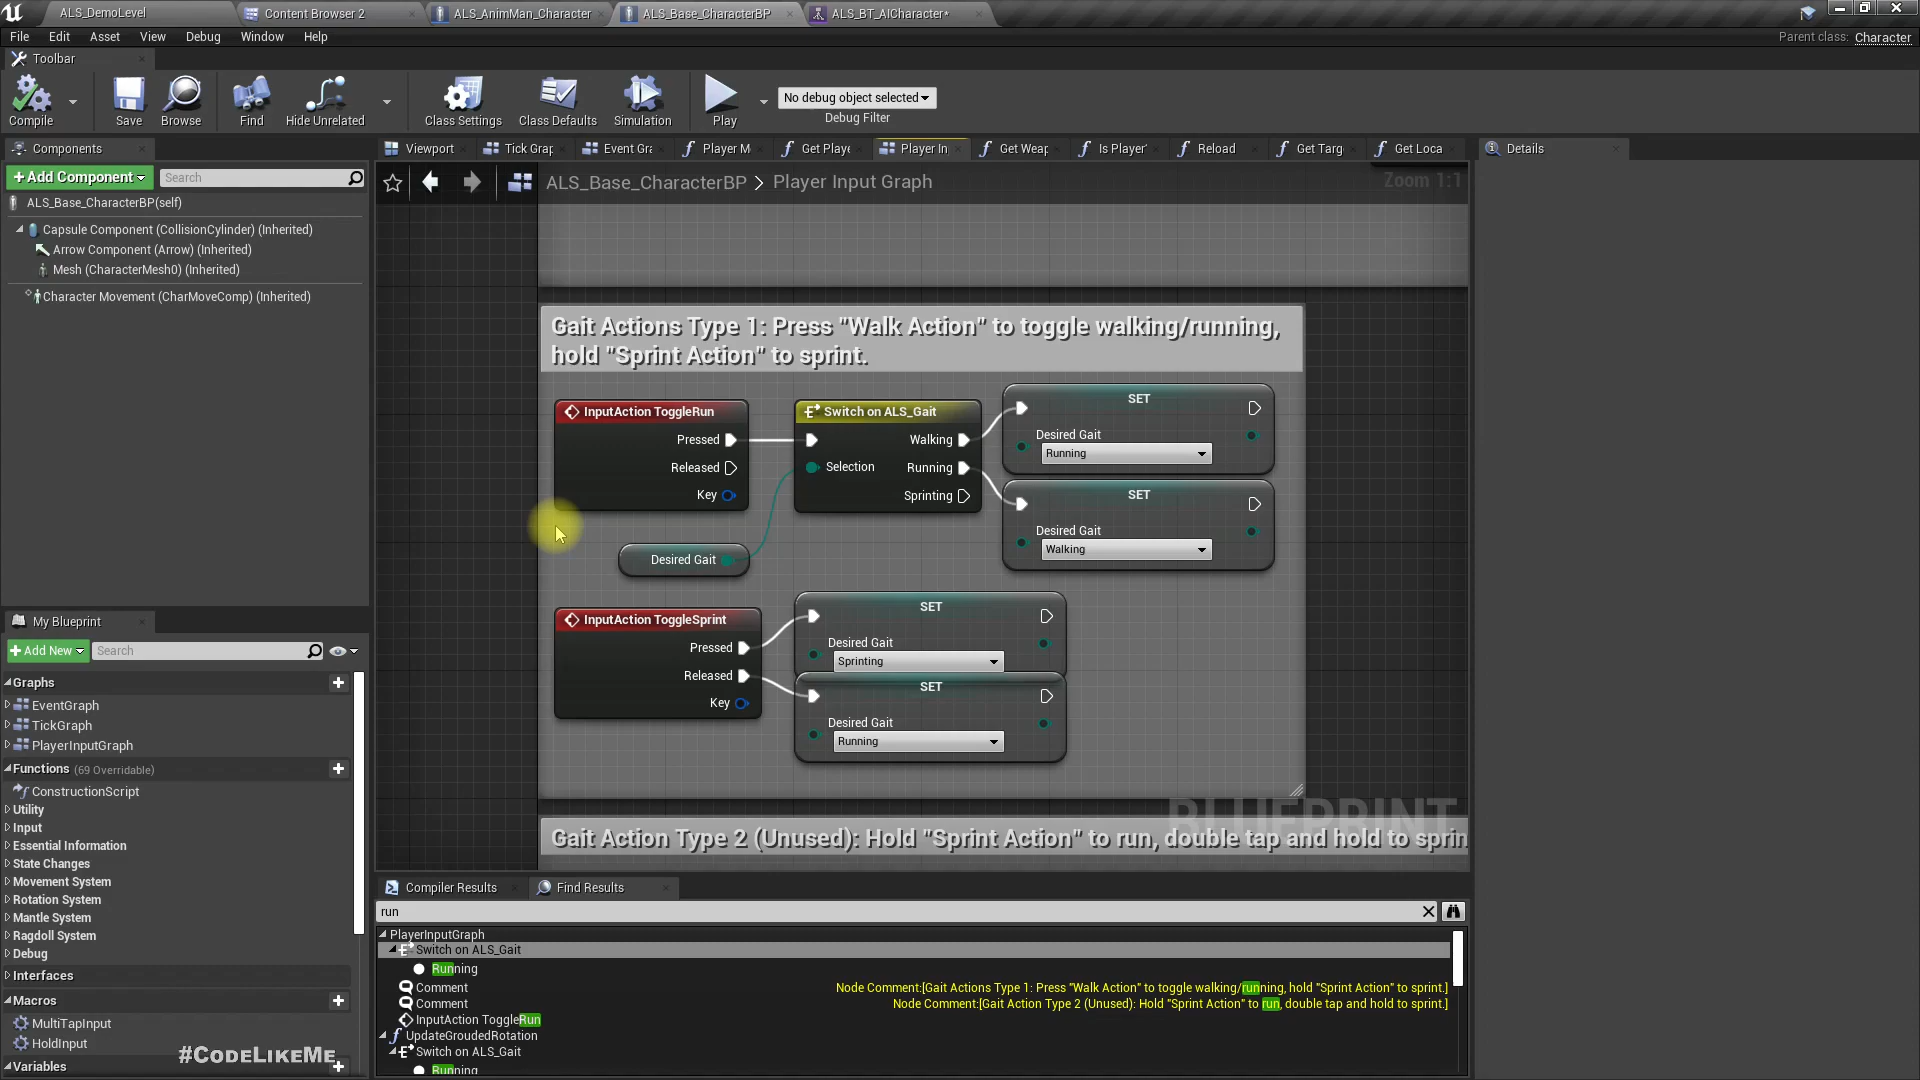 ALS_DemoLevel
Content Browser 2
ALS_AnimMan_Character
ALS_Base_CharacterBP
ALS_BT_AICharacter*
File Edit Asset View Debug Window Help
Parent class: Character
Toolbar
Compile
Save
Browse
Find
Hide Unrelated
Class Settings
Class Defaults
Simulation
Play
No debug object selected
Debug Filter
Components
+Add Component
Search
ALS_Base_CharacterBP(self)
Capsule Component (CollisionCylinder) (Inherited)
Arrow Component (Arrow) (Inherited)
Mesh (CharacterMesh0) (Inherited)
Character Movement (CharMoveComp) (Inherited)
Viewport
Tick Grap
Event Gra
Player M
Get Playe
Player In
Get Weap
Is Player'
Reload
Get Targ
Get Loca
Details
ALS_Base_CharacterBP > Player Input Graph
Zoom 1:1
Gait Actions Type 1: Press "Walk Action" to toggle walking/running,
hold "Sprint Action" to sprint.
InputAction ToggleRun
Pressed
Released
Key
Switch on ALS_Gait
Selection
Walking
Running
Sprinting
SET
Desired Gait
Running
SET
Desired Gait
Walking
Desired Gait
InputAction ToggleSprint
Pressed
Released
Key
SET
Desired Gait
Sprinting
SET
Desired Gait
Running
BLUEPRINT
Gait Action Type 2 (Unused): Hold "Sprint Action" to run, double tap and hold to sprin
My Blueprint
+Add New
Search
Graphs
EventGraph
TickGraph
PlayerInputGraph
Functions (69 Overridable)
ConstructionScript
Utility
Input
Essential Information
State Changes
Movement System
Rotation System
Mantle System
Ragdoll System
Debug
Interfaces
Macros
MultiTapInput
HoldInput
Variables
#CodeLikeMe
Compiler Results
Find Results
run
PlayerInputGraph
Switch on ALS_Gait
Running
Comment
Node Comment:[Gait Actions Type 1: Press "Walk Action" to toggle walking/running, hold "Sprint Action" to sprint.]
Comment
Node Comment:[Gait Action Type 2 (Unused): Hold "Sprint Action" to run, double tap and hold to sprint.]
InputAction ToggleRun
UpdateGroundedRotation
Switch on ALS_Gait
Running